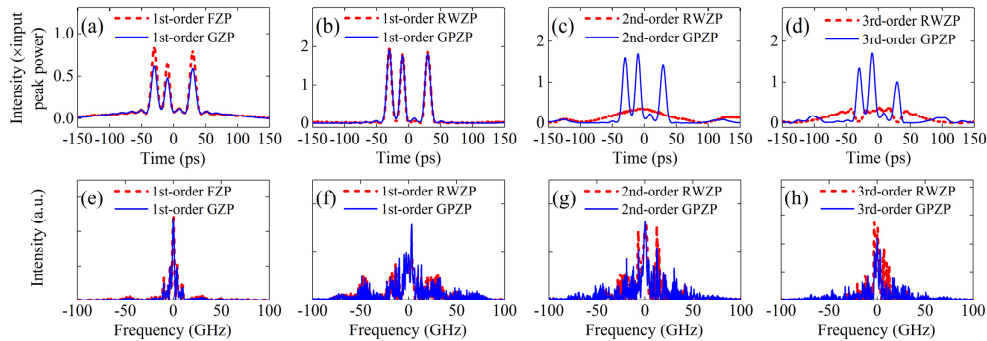 Intensity (×input
peak power)
(a)
1st-order FZP
1st-order GZP
1.0
0.5
0.0
-150 -100 -50 0 50 100 150
Time (ps)
(b)
1st-order RWZP
1st-order GPZP
2
1
0
-150 -100 -50 0 50 100 150
Time (ps)
(c)
2nd-order RWZP
2nd-order GPZP
2
1
0
-150 -100 -50 0 50 100 150
Time (ps)
(d)
3rd-order RWZP
3rd-order GPZP
2
1
0
-150 -100 -50 0 50 100 150
Time (ps)
Intensity (a.u.)
(e)
1st-order FZP
1st-order GZP
-100 -50 0 50 100
Frequency (GHz)
(f)
1st-order RWZP
1st-order GPZP
-100 -50 0 50 100
Frequency (GHz)
(g)
2nd-order RWZP
2nd-order GPZP
-100 -50 0 50 100
Frequency (GHz)
(h)
3rd-order RWZP
3rd-order GPZP
-100 -50 0 50 100
Frequency (GHz)